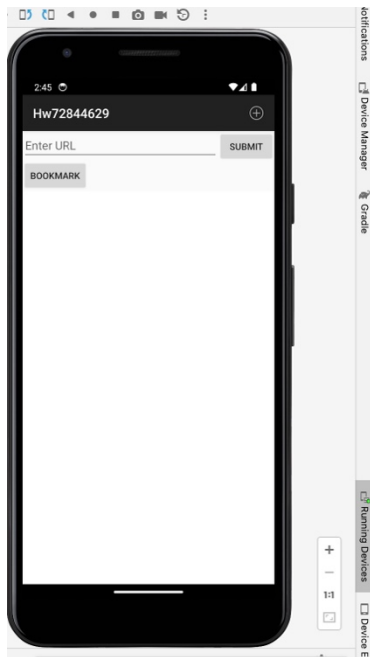 2:45
Hw72844629
Enter URL
SUBMIT
BOOKMARK
Notifications
Device Manager
Gradle
Running Devices
1:1
Device E